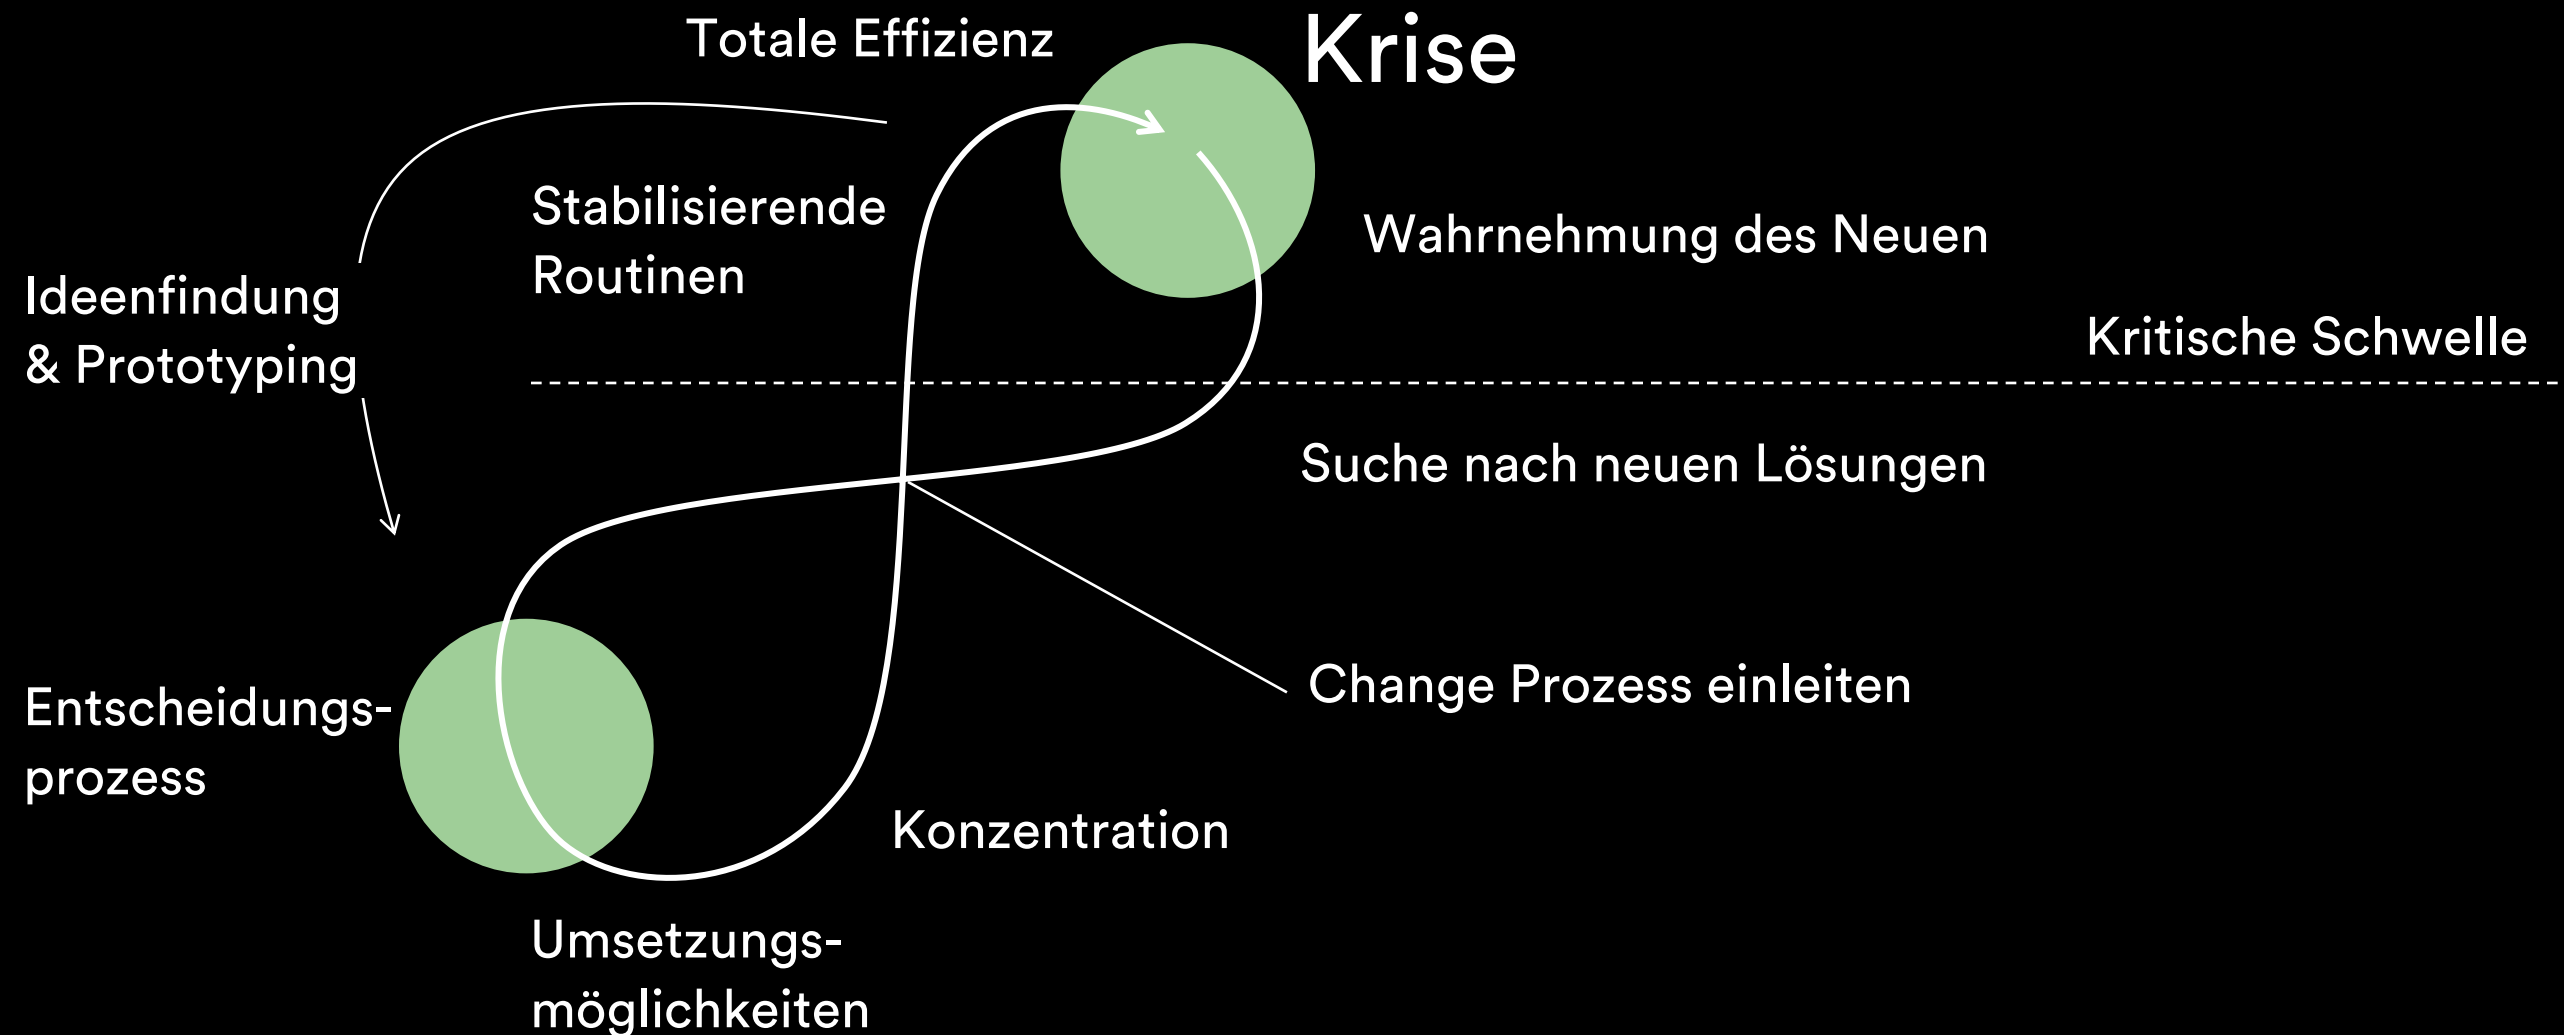 Totale Effizienz
Krise
Stabilisierende
Routinen
Wahrnehmung des Neuen
Ideenfindung
& Prototyping
Kritische Schwelle
Suche nach neuen Lösungen
Change Prozess einleiten
Entscheidungs-
prozess
Konzentration
Umsetzungs-
möglichkeiten